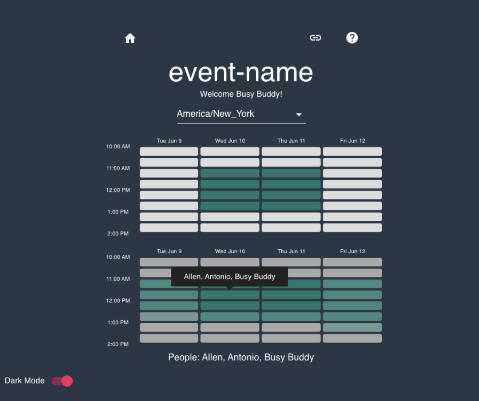 event-name
Welcome Busy Buddy!
America/New_York
Tue Jun 9 Wed Jun 10 Thu Jun 11 Fri Jun 12
10:00 AM
11:00 AM
12:00 PM
1:00 PM
2:00 PM
Tue Jun 9 Wed Jun 10 Thu Jun 11 Fri Jun 12
10:00 AM
Allen, Antonio, Busy Buddy
11:00 AM
12:00 PM
1:00 PM
2:00 PM
People: Allen, Antonio, Busy Buddy
Dark Mode